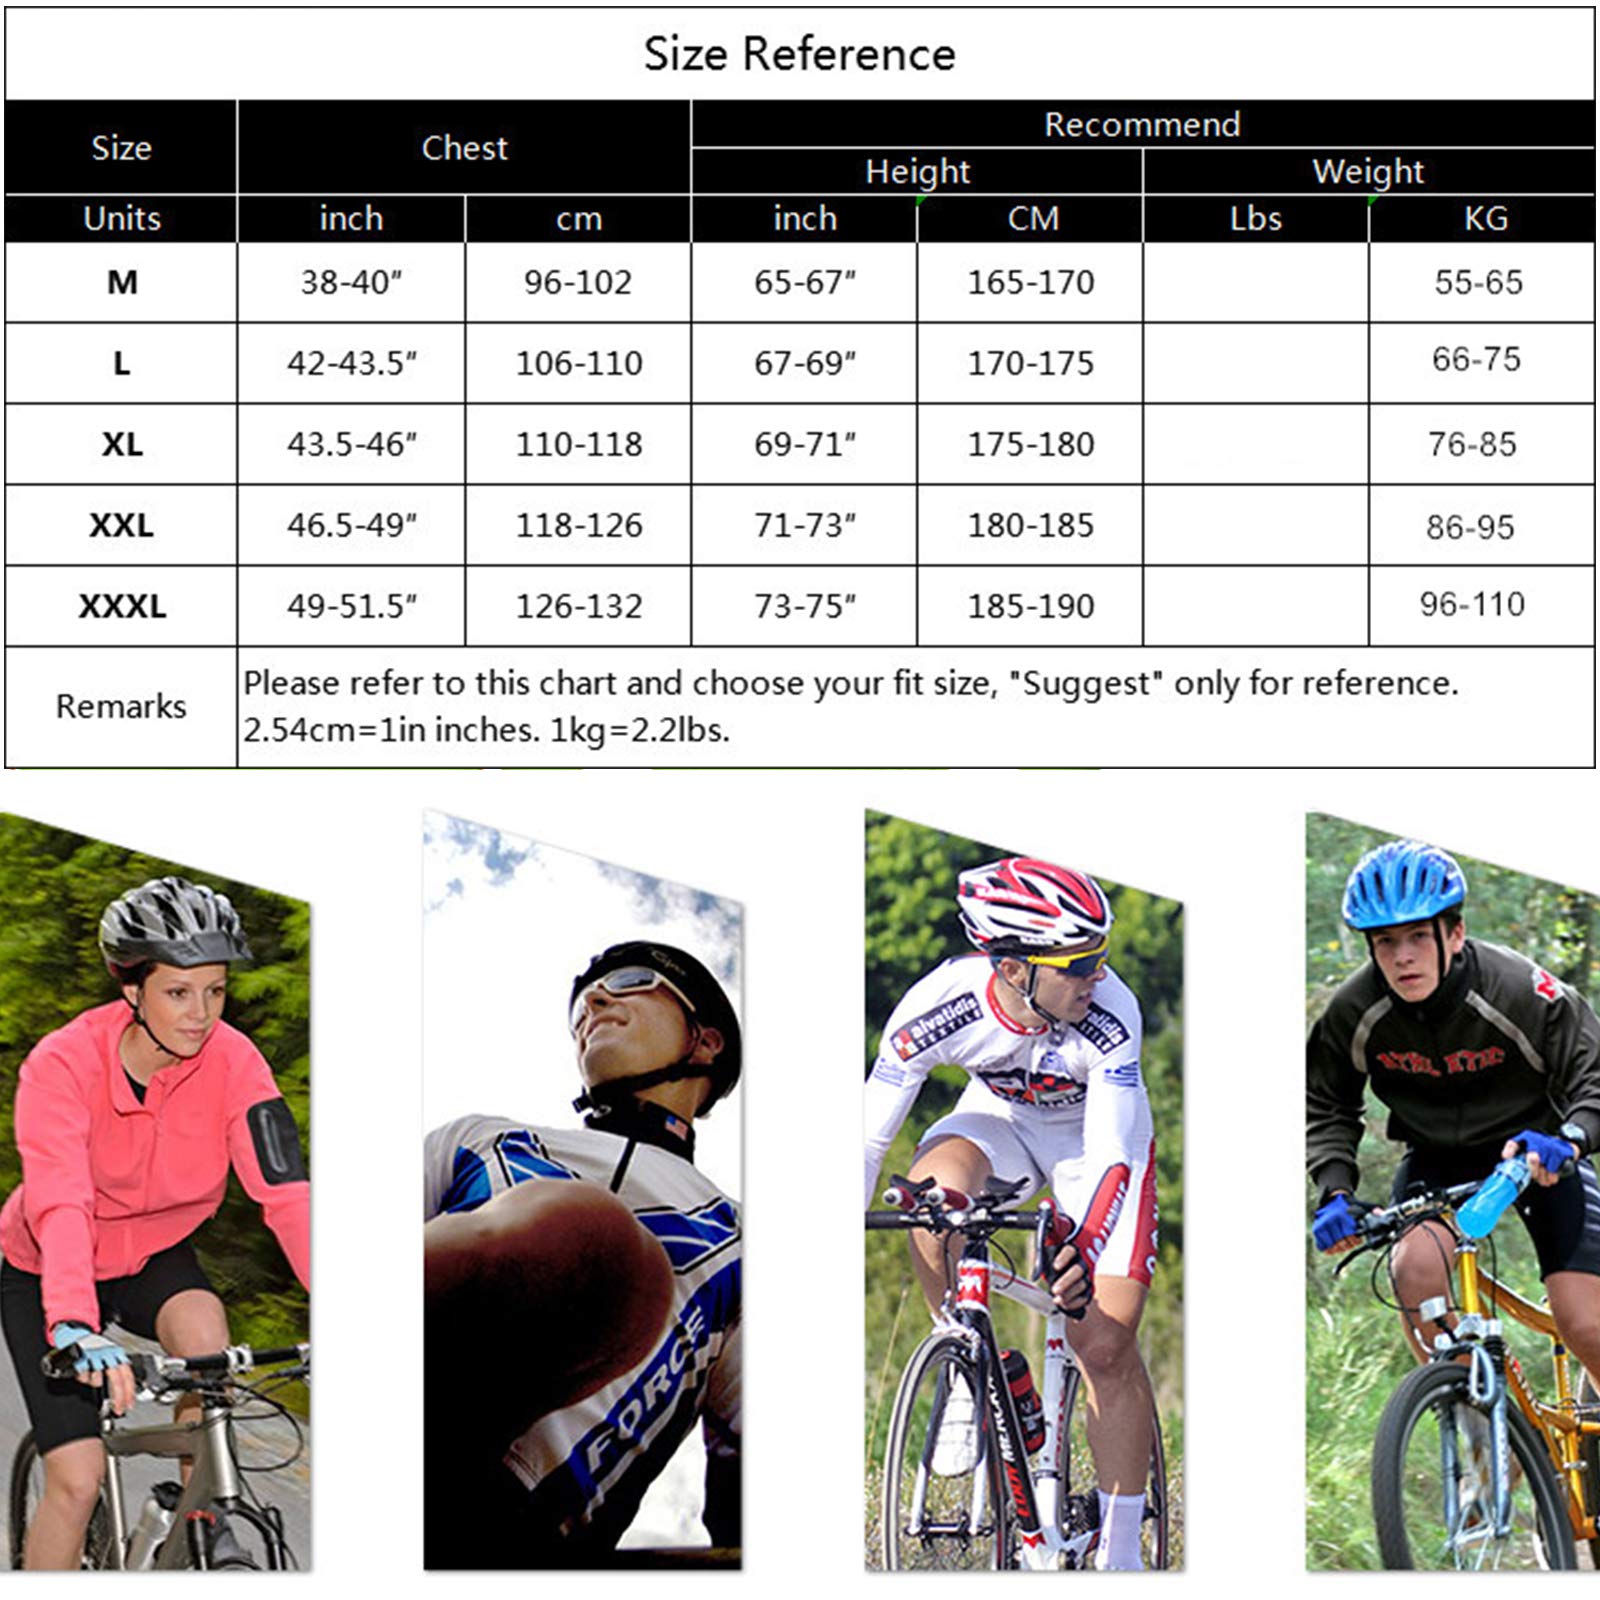 Size Reference
Size Chest Recommend
Height Weight
Units inch cm inch CM Lbs KG
M 38-40" 96-102 65-67" 165-170 55-65
L 42-43.5" 106-110 67-69" 170-175 66-75
XL 43.5-46" 110-118 69-71" 175-180 76-85
XXL 46.5-49" 118-126 71-73" 180-185 86-95
XXXL 49-51.5" 126-132 73-75" 185-190 96-110
Remarks Please refer to this chart and choose your fit size, "Suggest" only for reference.
2.54cm=1in inches. 1kg=2.2lbs.
alvatidis
TEXTILE
FORCE